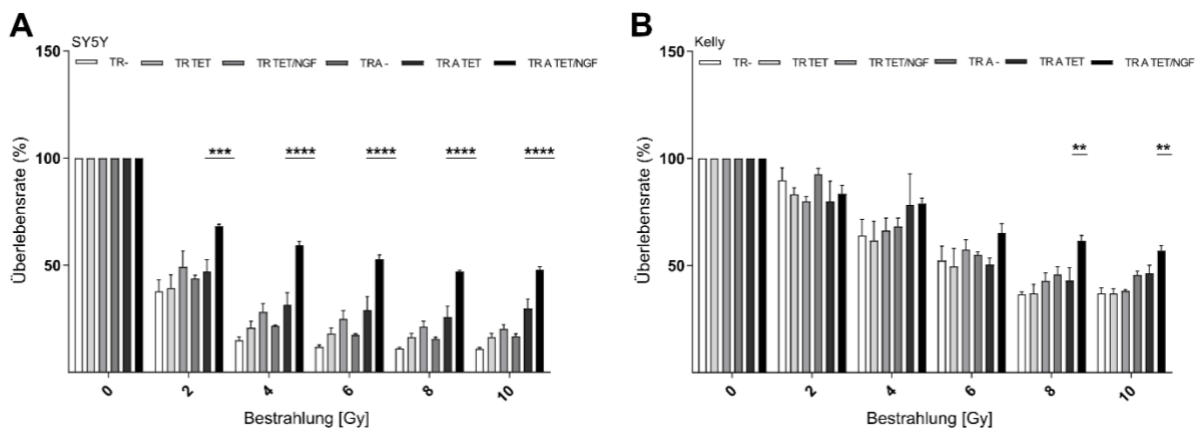 A
SY5Y
150
TR-
TR TET
TR TET/NGF
TR A -
TR A TET
TR A TET/NGF
Überlebensrate (%)
100
50
***
****
****
****
****
0
2
4
6
8
10
Bestrahlung [Gy]
B
Kelly
150
TR-
TR TET
TR TET/NGF
TR A -
TR A TET
TR A TET/NGF
Überlebensrate (%)
100
50
**
**
0
2
4
6
8
10
Bestrahlung [Gy]